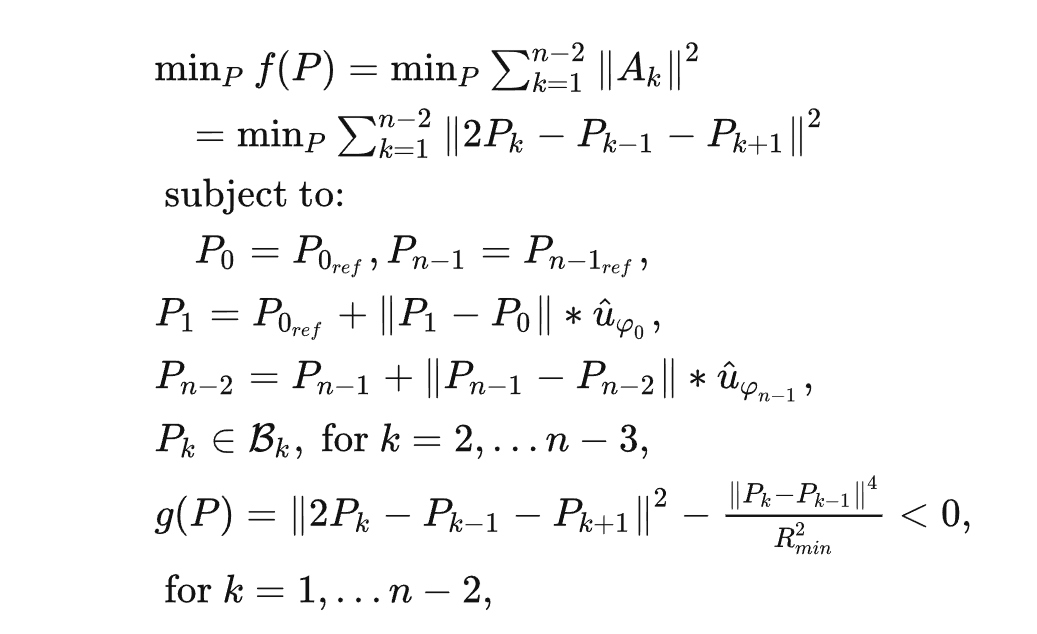 min_P f(P) = min_P ∑_{k=1}^{n−2} ‖A_k‖²
= min_P ∑_{k=1}^{n−2} ‖2P_k − P_{k−1} − P_{k+1}‖²
subject to:
P_0 = P_{0_{ref}}, P_{n−1} = P_{n−1_{ref}},
P_1 = P_{0_{ref}} + ‖P_1 − P_0‖ * û_{φ_0},
P_{n−2} = P_{n−1} + ‖P_{n−1} − P_{n−2}‖ * û_{φ_{n−1}},
P_k ∈ ℬ_k, for k = 2, … n − 3,
g(P) = ‖2P_k − P_{k−1} − P_{k+1}‖² − \frac{‖P_k−P_{k−1}‖⁴}{R_{min}^2} < 0,
for k = 1, … n − 2,